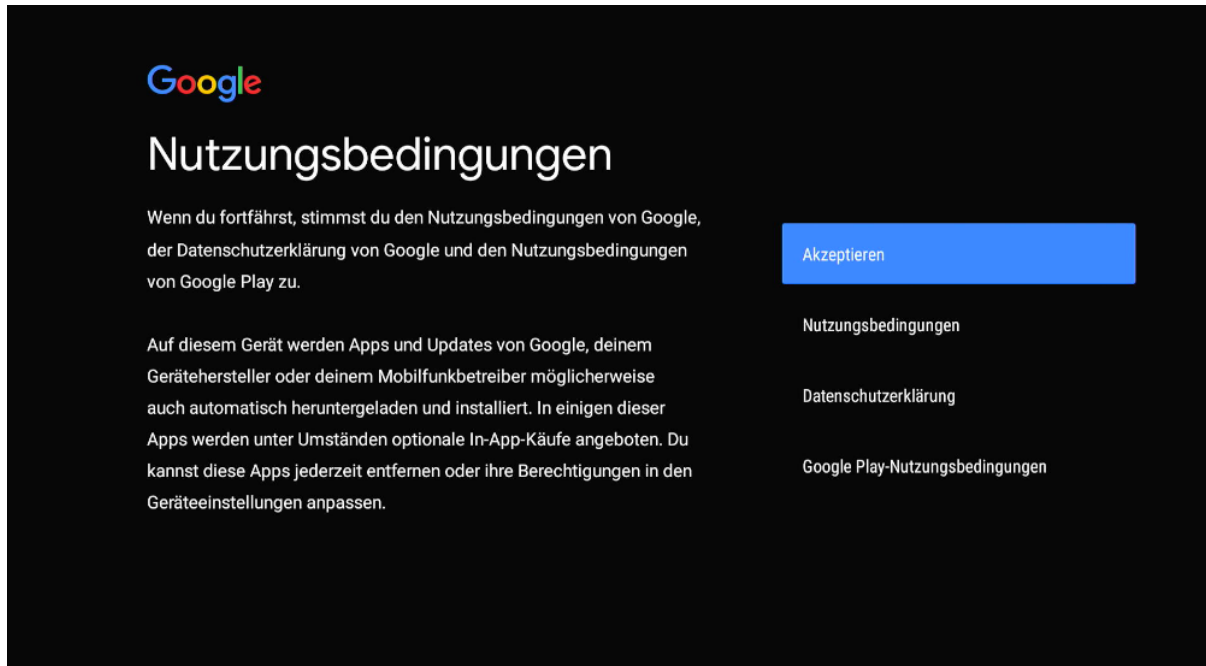 Google
Nutzungsbedingungen
Wenn du fortfährst, stimmst du den Nutzungsbedingungen von Google,
der Datenschutzerklärung von Google und den Nutzungsbedingungen
von Google Play zu.
Auf diesem Gerät werden Apps und Updates von Google, deinem
Gerätehersteller oder deinem Mobilfunkbetreiber möglicherweise
auch automatisch heruntergeladen und installiert. In einigen dieser
Apps werden unter Umständen optionale In-App-Käufe angeboten. Du
kannst diese Apps jederzeit entfernen oder ihre Berechtigungen in den
Geräteeinstellungen anpassen.
Akzeptieren
Nutzungsbedingungen
Datenschutzerklärung
Google Play-Nutzungsbedingungen